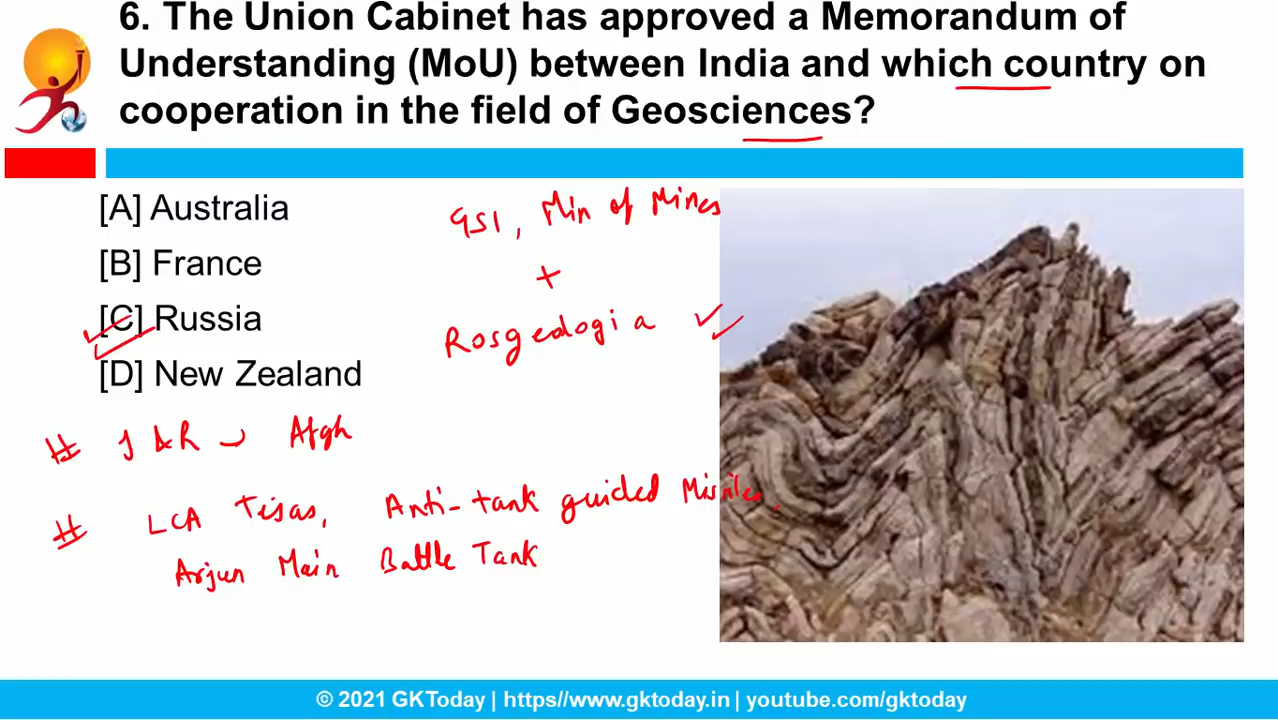 6. The Union Cabinet has approved a Memorandum of
Understanding (MoU) between India and which country on
cooperation in the field of Geosciences?
[A] Australia
[B] France
[C] Russia
[D] New Zealand
GSI, Min of Mines
+
Rosgeologia
# I & R Afgh
# LCA Tejas, Anti-tank guided Missiles,
Arjun Main Battle Tank
© 2021 GKToday | https//www.gktoday.in | youtube.com/gktoday